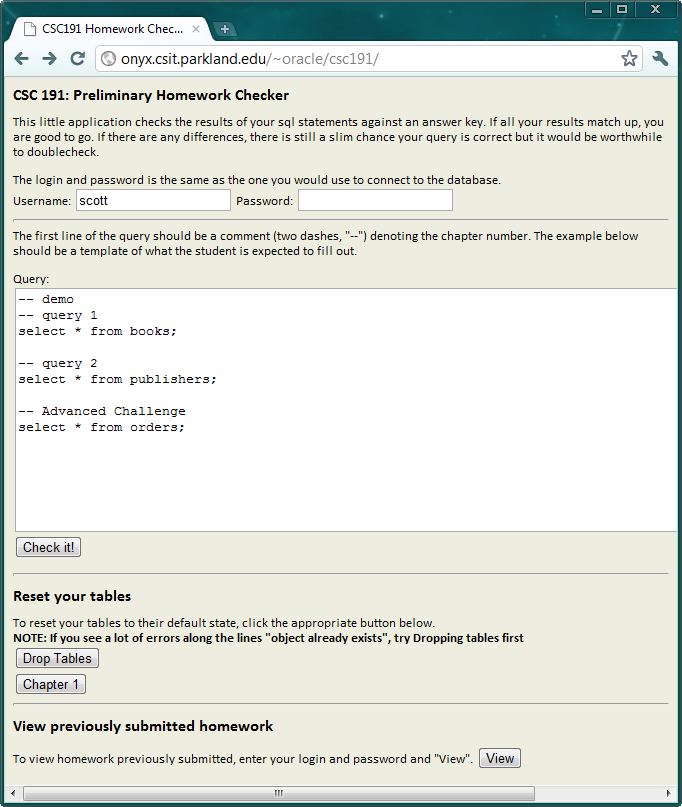 CSC191 Homework Chec...
onyx.csit.parkland.edu/~oracle/csc191/
CSC 191: Preliminary Homework Checker
This little application checks the results of your sql statements against an answer key. If all your results match up, you
are good to go. If there are any differences, there is still a slim chance your query is correct but it would be worthwhile
to doublecheck.
The login and password is the same as the one you would use to connect to the database.
Username: scott Password:
The first line of the query should be a comment (two dashes, "--") denoting the chapter number. The example below
should be a template of what the student is expected to fill out.
Query:
-- demo
-- query 1
select * from books;
-- query 2
select * from publishers;
-- Advanced Challenge
select * from orders;
Check it!
Reset your tables
To reset your tables to their default state, click the appropriate button below.
NOTE: If you see a lot of errors along the lines "object already exists", try Dropping tables first
Drop Tables
Chapter 1
View previously submitted homework
To view homework previously submitted, enter your login and password and "View". View